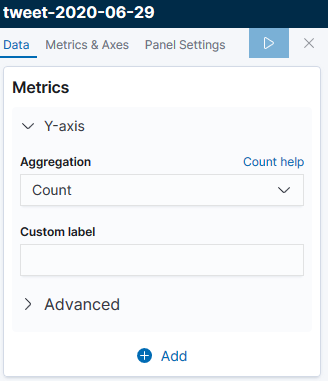 tweet-2020-06-29
Data Metrics & Axes Panel Settings
Metrics
Y-axis
Aggregation Count help
Count
Custom label
Advanced
Add